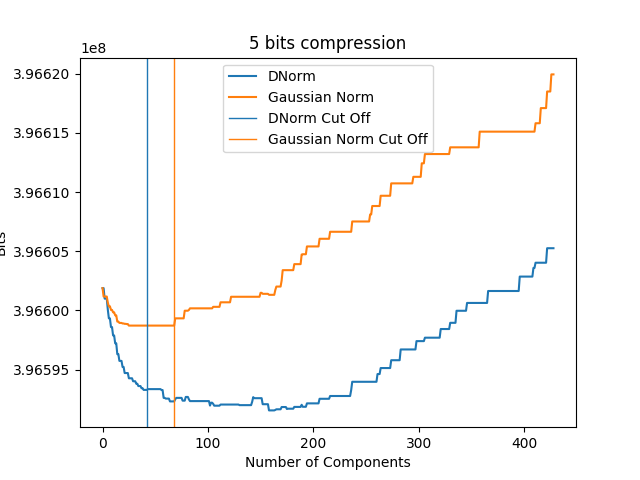 5 bits compression
1e8
3.96620
3.96615
3.96610
3.96605
3.96600
3.96595
Bits
DNorm
Gaussian Norm
DNorm Cut Off
Gaussian Norm Cut Off
0 100 200 300 400
Number of Components